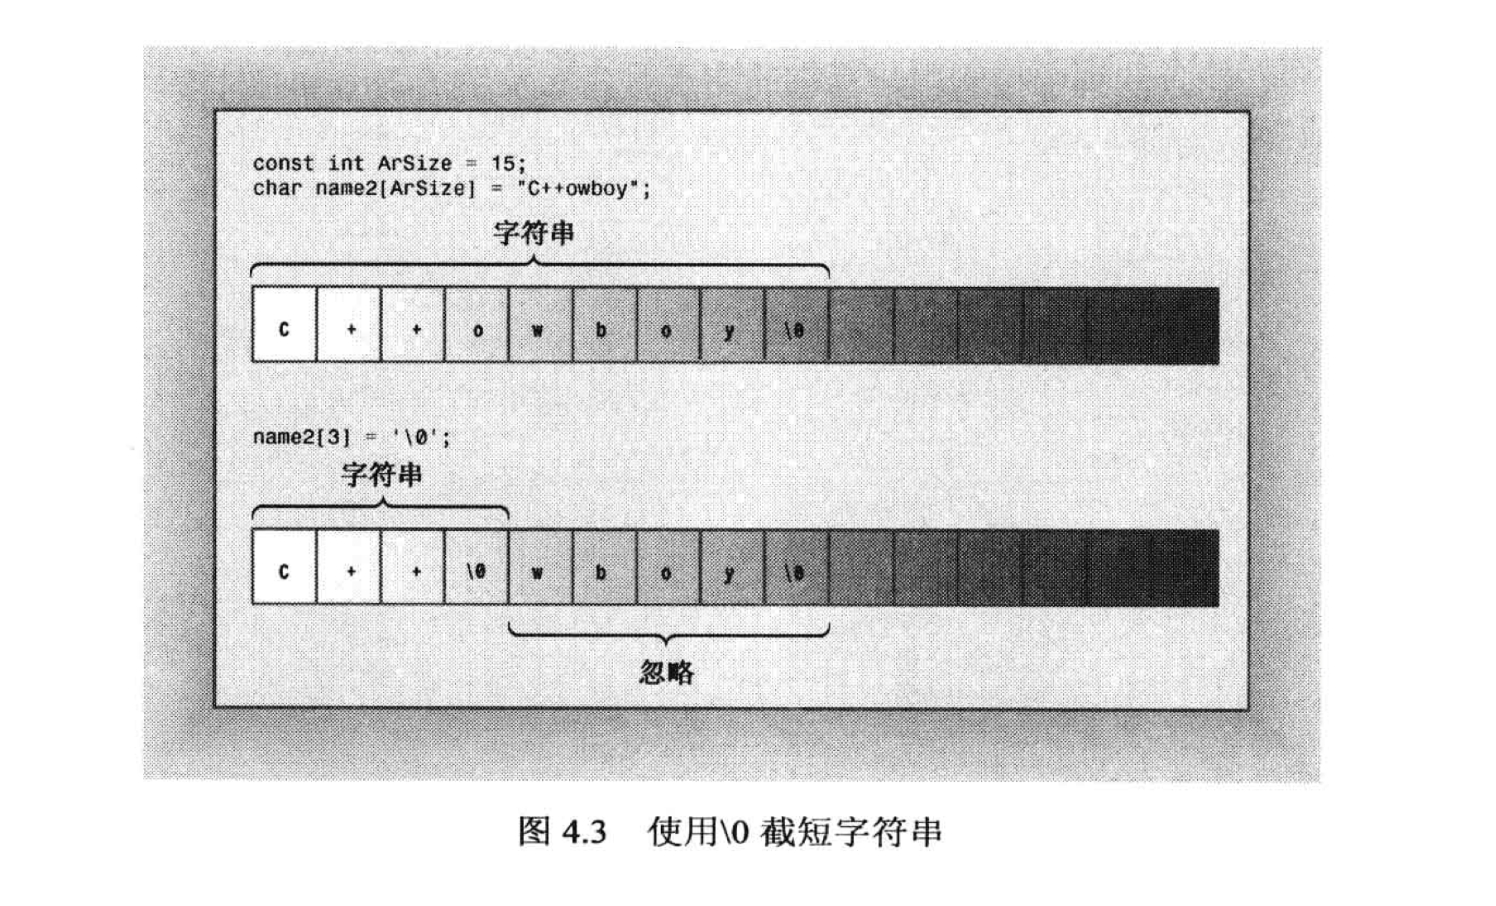 const int ArSize = 15;
char name2[ArSize] = "C++owboy";
字符串
C + + o w b o y \0
name2[3] = '\0';
字符串
C + + \0 w b o y \0
忽略
图 4.3 使用\0 截短字符串